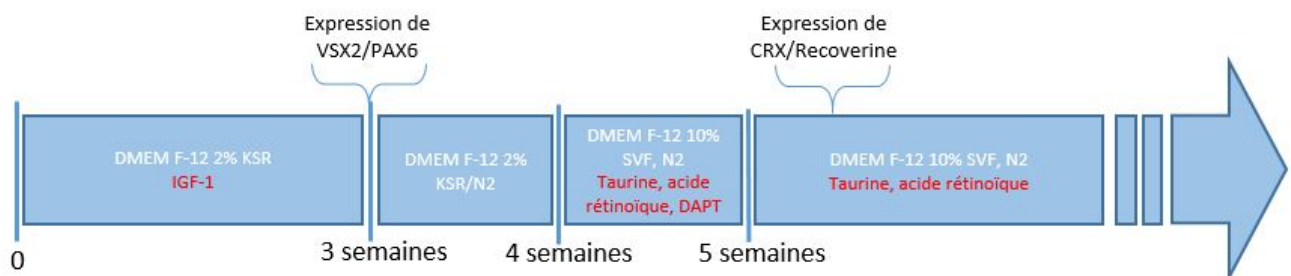 Expression de
VSX2/PAX6
Expression de
CRX/Recoverine
DMEM F-12 2% KSR
IGF-1
DMEM F-12 2%
KSR/N2
DMEM F-12 10%
SVF, N2
Taurine, acide
rétinoïque, DAPT
DMEM F-12 10% SVF, N2
Taurine, acide rétinoïque
0
3 semaines
4 semaines
5 semaines